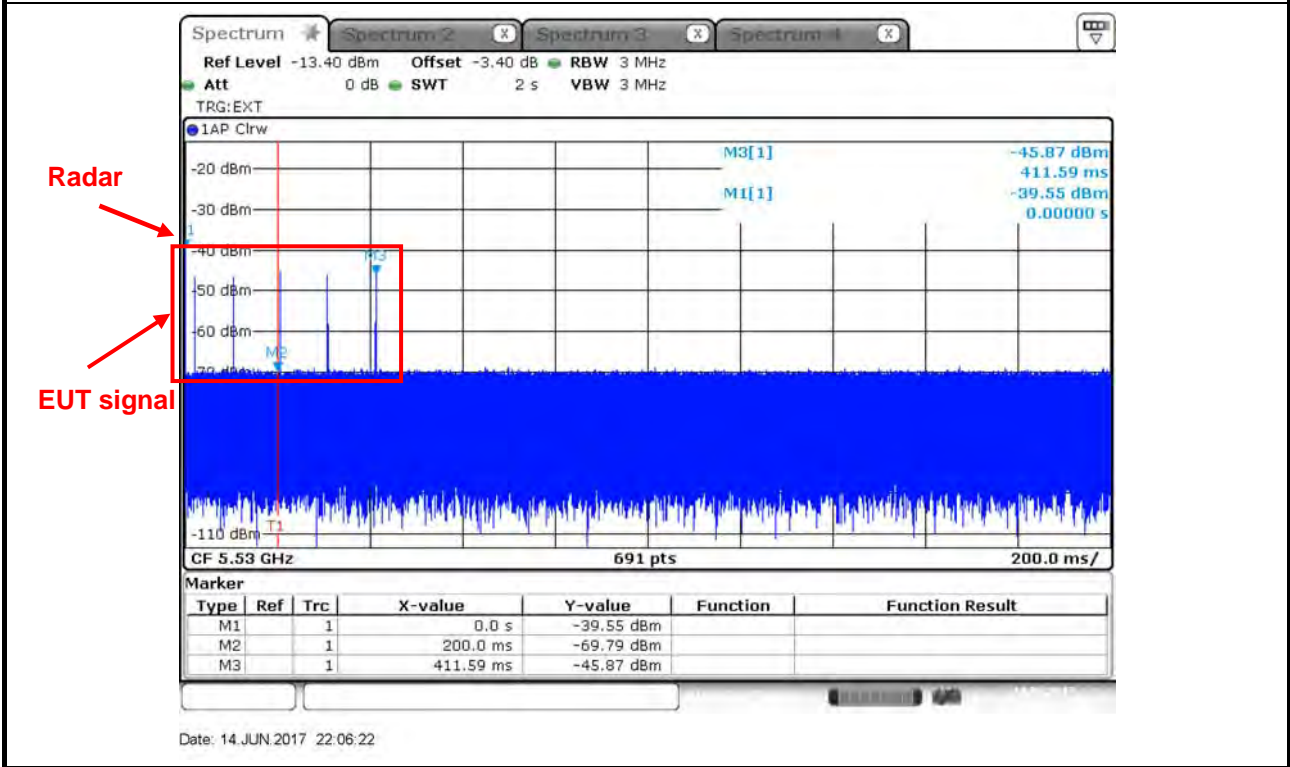 Spectrum Spectrum 2 X Spectrum 3 X Spectrum 4 X
Ref Level -13.40 dBm Offset -3.40 dB RBW 3 MHz
Att 0 dB SWT 2 s VBW 3 MHz
TRG:EXT
1AP Clrw
M3[1] -45.87 dBm
411.59 ms
M1[1] -39.55 dBm
0.00000 s
-20 dBm
Radar
-30 dBm
1
-40 dBm
M3
-50 dBm
-60 dBm
M2
-70 dBm
EUT signal
T1
-110 dBm
CF 5.53 GHz 691 pts 200.0 ms/
Marker
Type Ref Trc X-value Y-value Function Function Result
M1 1 0.0 s -39.55 dBm
M2 1 200.0 ms -69.79 dBm
M3 1 411.59 ms -45.87 dBm
Date: 14.JUN.2017 22:06:22